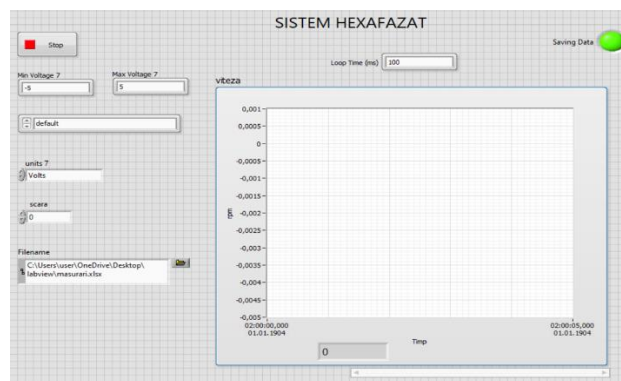 SISTEM HEXAFAZAT
Stop
Saving Data
Loop Time (ms)
100
Min Voltage 7
Max Voltage 7
-5
5
viteza
default
units 7
Volts
scara
0
Filename
C:\Users\user\OneDrive\Desktop\
labview\masurari.xlsx
0,001
0,0005
0
-0,0005
-0,001
-0,0015
-0,002
-0,0025
-0,003
-0,0035
-0,004
-0,0045
-0,005
rpm
02:00:00,000
01.01.1904
02:00:05,000
01.01.1904
Timp
0